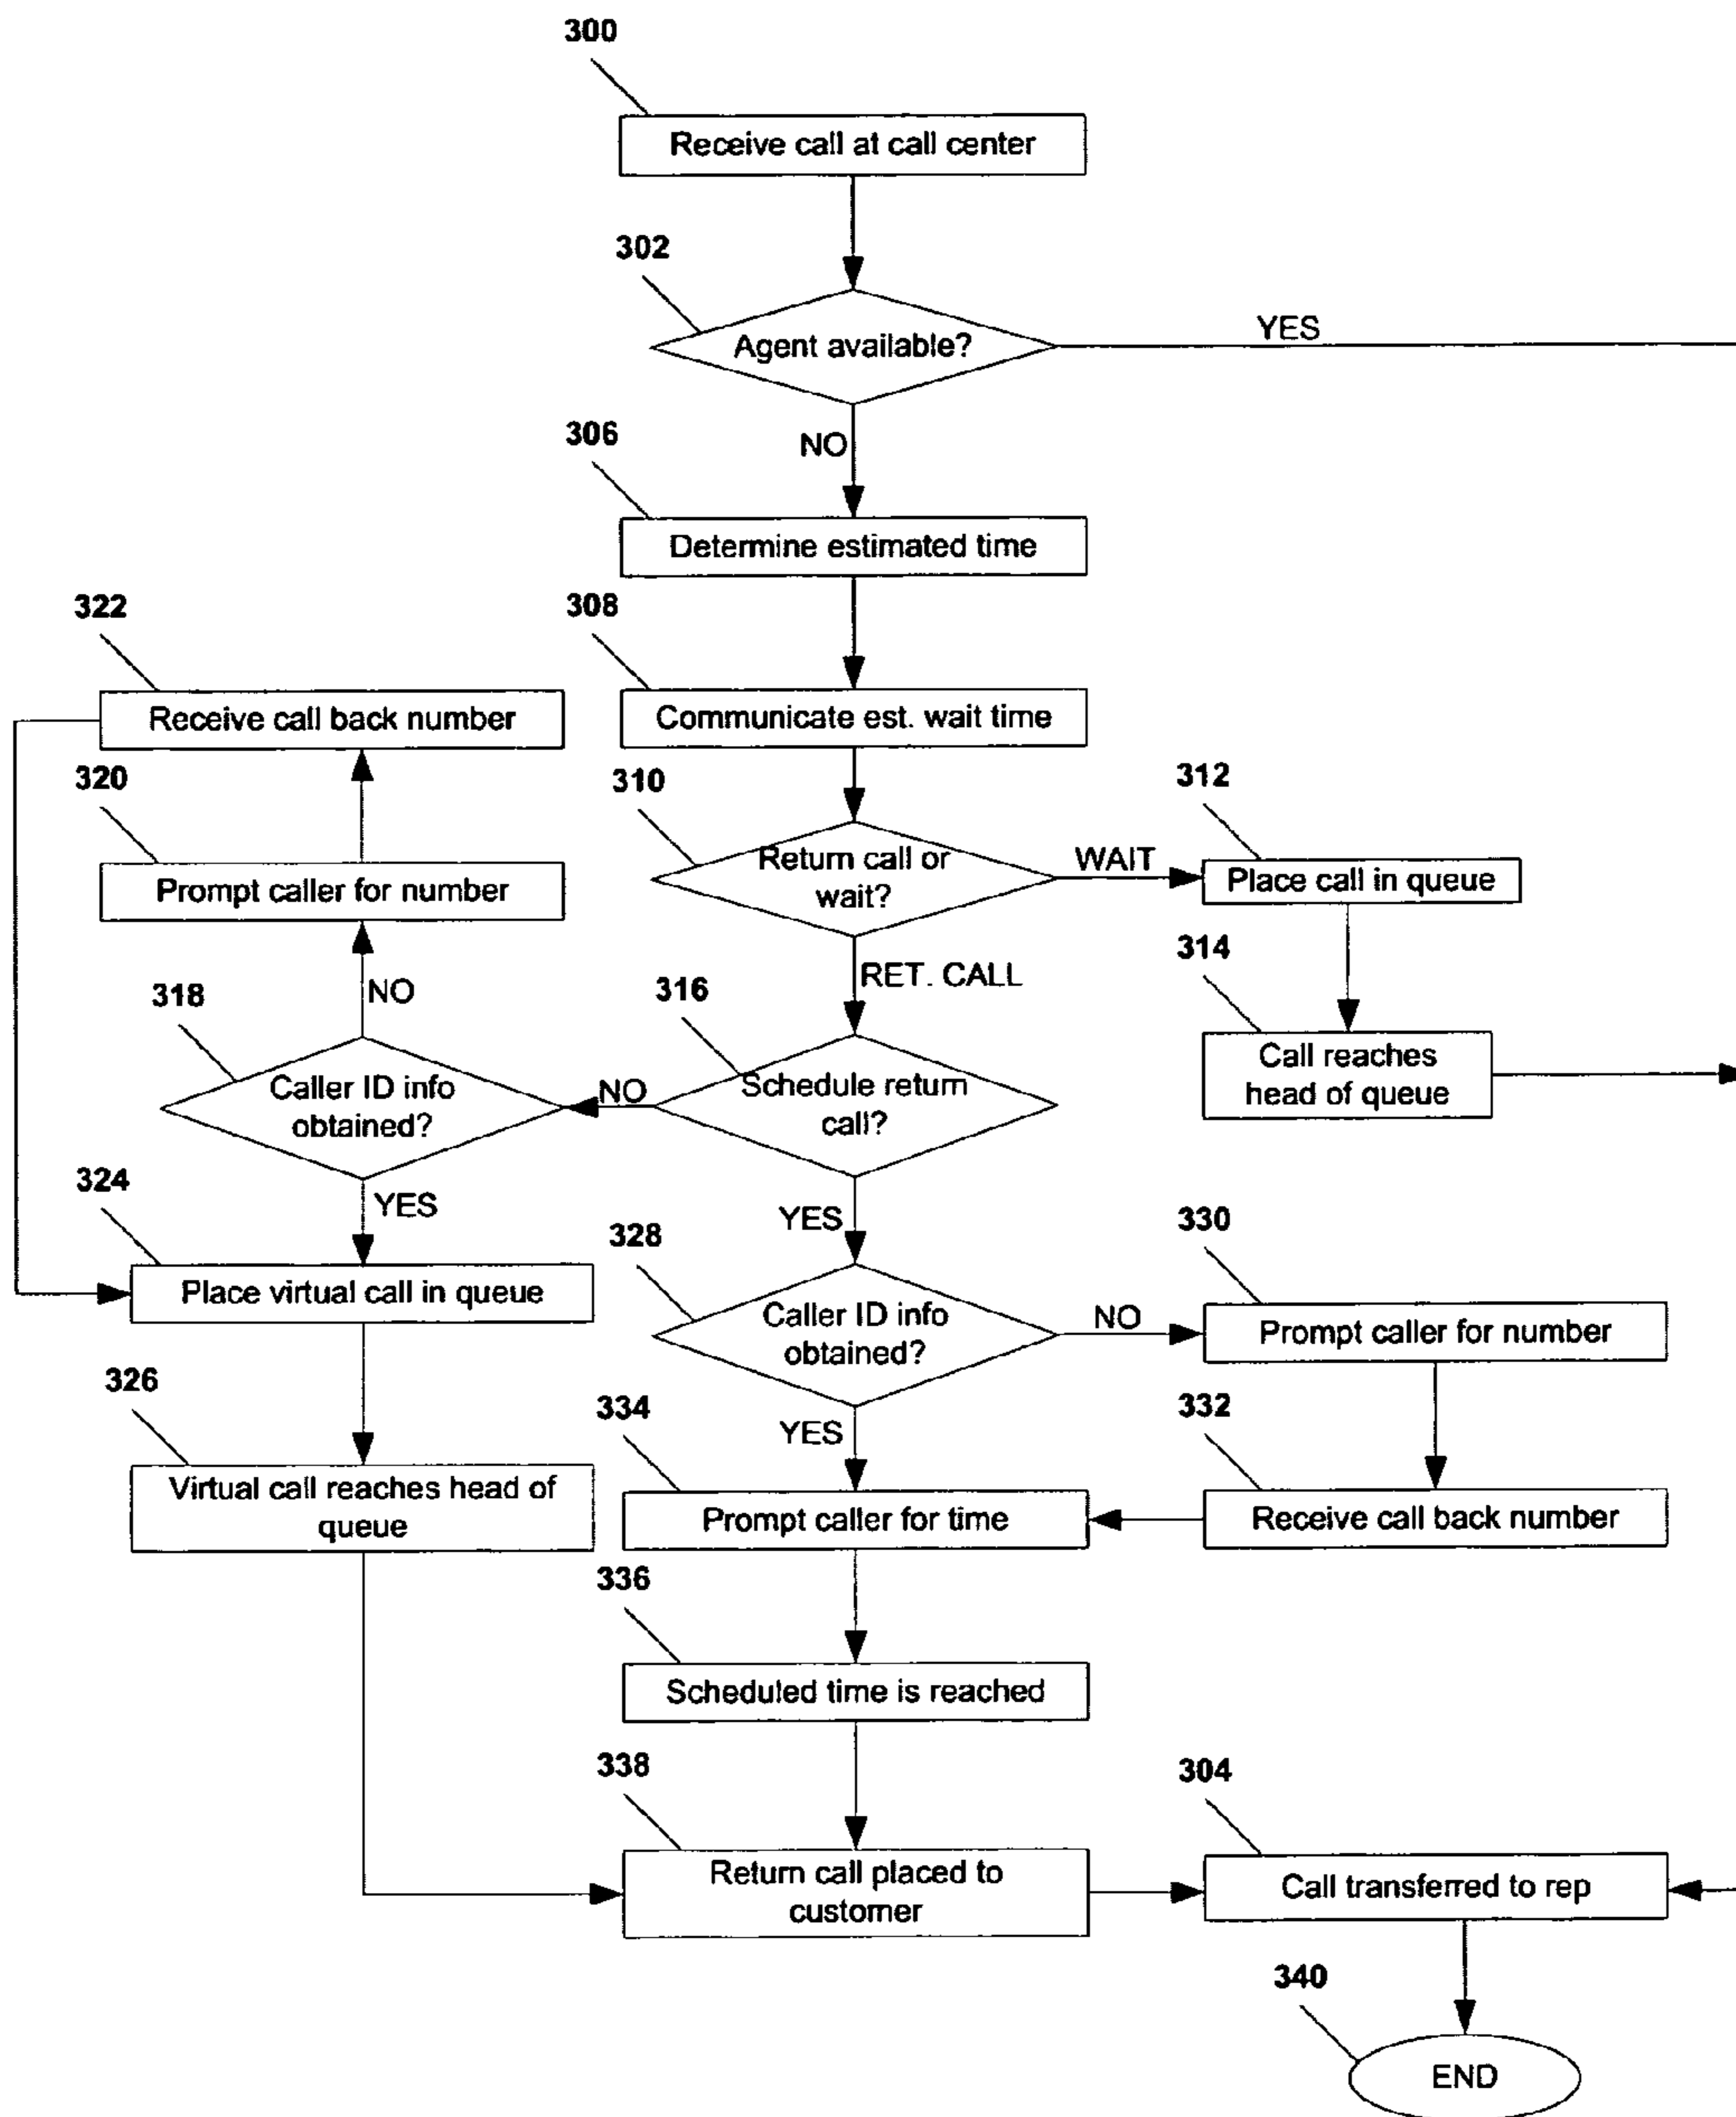 300
Receive call at call center
302
Agent available?
YES
NO
306
Determine estimated time
308
Communicate est. wait time
322
Receive call back number
320
Prompt caller for number
310
Return call or
wait?
WAIT
312
Place call in queue
314
Call reaches
head of queue
RET. CALL
316
Schedule return
call?
NO
318
Caller ID info
obtained?
NO
YES
324
Place virtual call in queue
326
Virtual call reaches head of
queue
YES
328
Caller ID info
obtained?
NO
330
Prompt caller for number
332
Receive call back number
YES
334
Prompt caller for time
336
Scheduled time is reached
338
Return call placed to
customer
304
Call transferred to rep
340
END